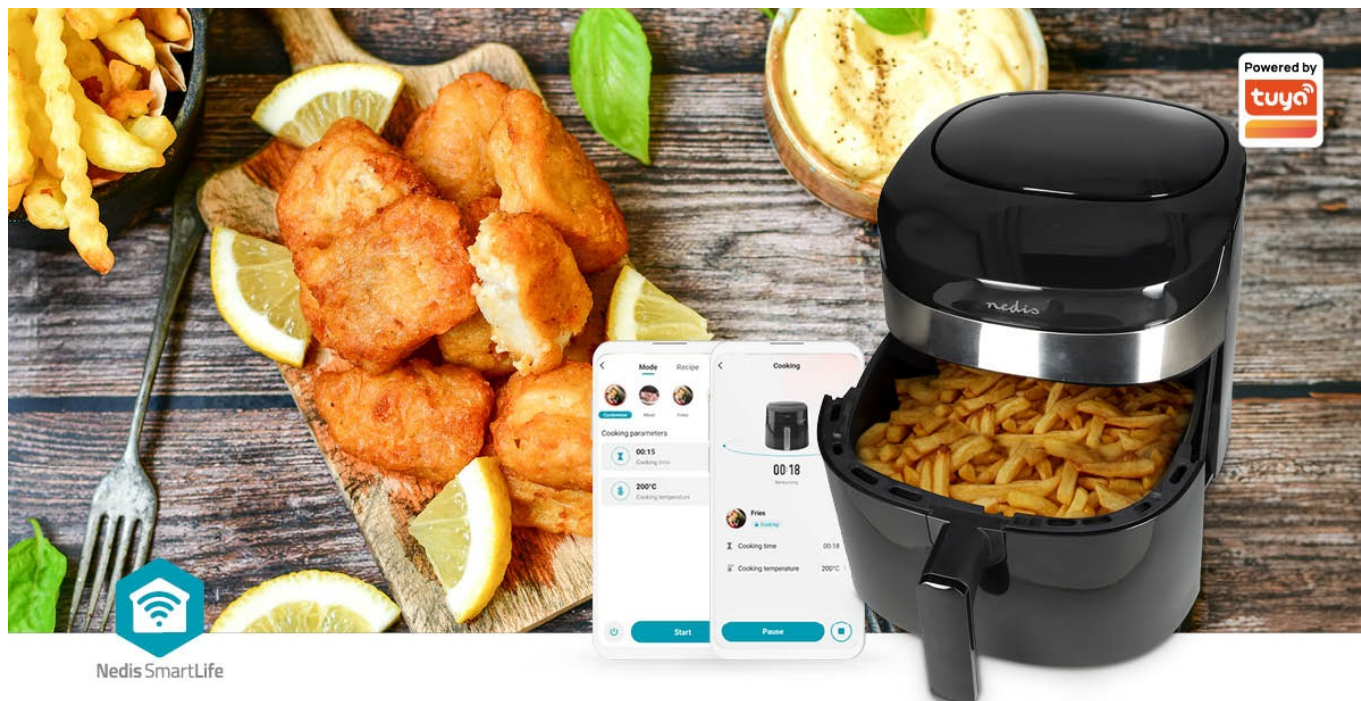 Powered by
tuya
nedis
Mode Recipe
Customise Meat Fries
Cooking parameters
00:15
Cooking time
200°C
Cooking temperature
Start
Cooking
00:18
Remaining
Fries
Cooking
Cooking time 00:18
Cooking temperature 200°C
Pause
Nedis SmartLife